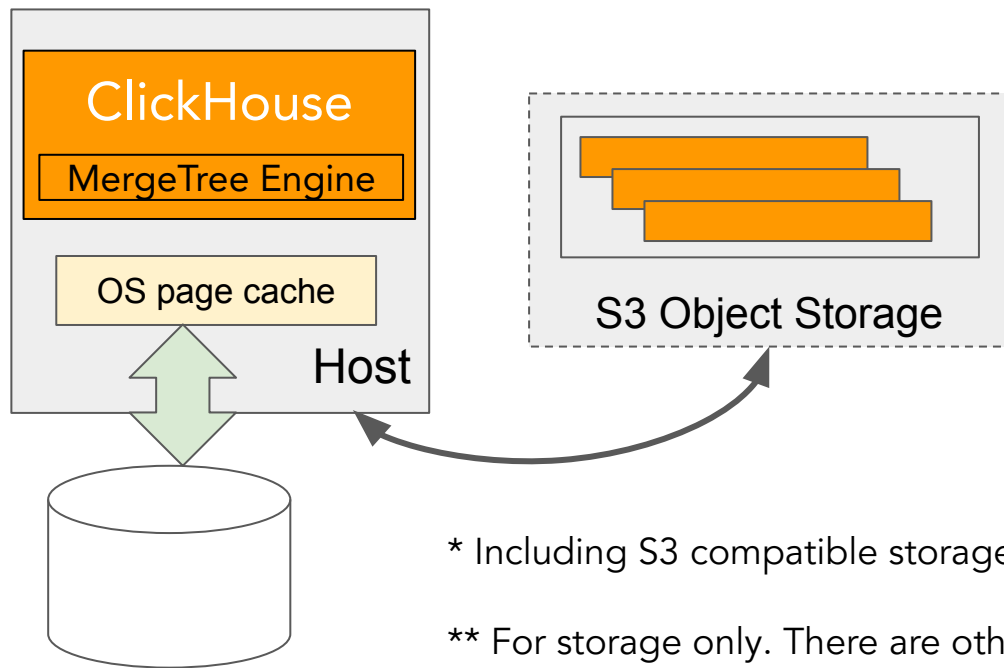 ClickHouse
MergeTree Engine
OS page cache
Host
S3 Object Storage
* Including S3 compatible storage
** For storage only. There are oth